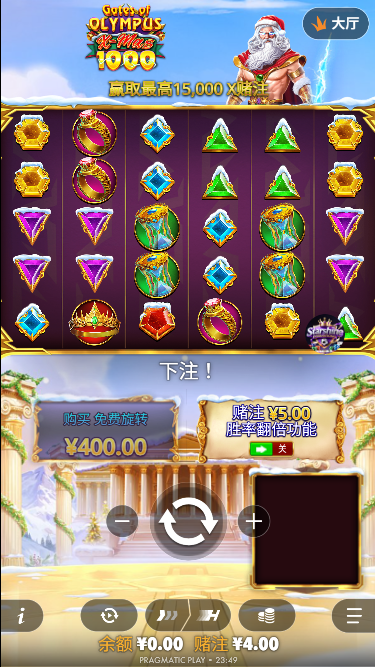 Gates of
OLYMPUS
X-Mas
1000
大厅
赢取最高15,000 X赌注
Starshine
下注！
购买 免费旋转
¥400.00
赌注 ¥5.00
胜率翻倍功能
关
余额 ¥0.00 赌注 ¥4.00
PRAGMATIC PLAY • 23:49